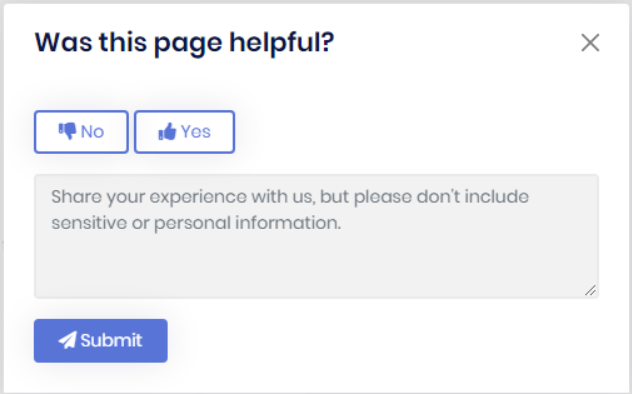 Was this page helpful?
No
Yes
Share your experience with us, but please don't include
sensitive or personal information.
Submit